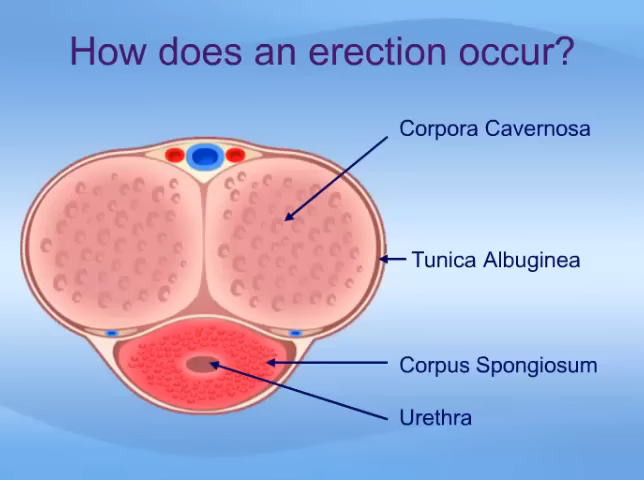 How does an erection occur?
Corpora Cavernosa
Tunica Albuginea
Corpus Spongiosum
Urethra